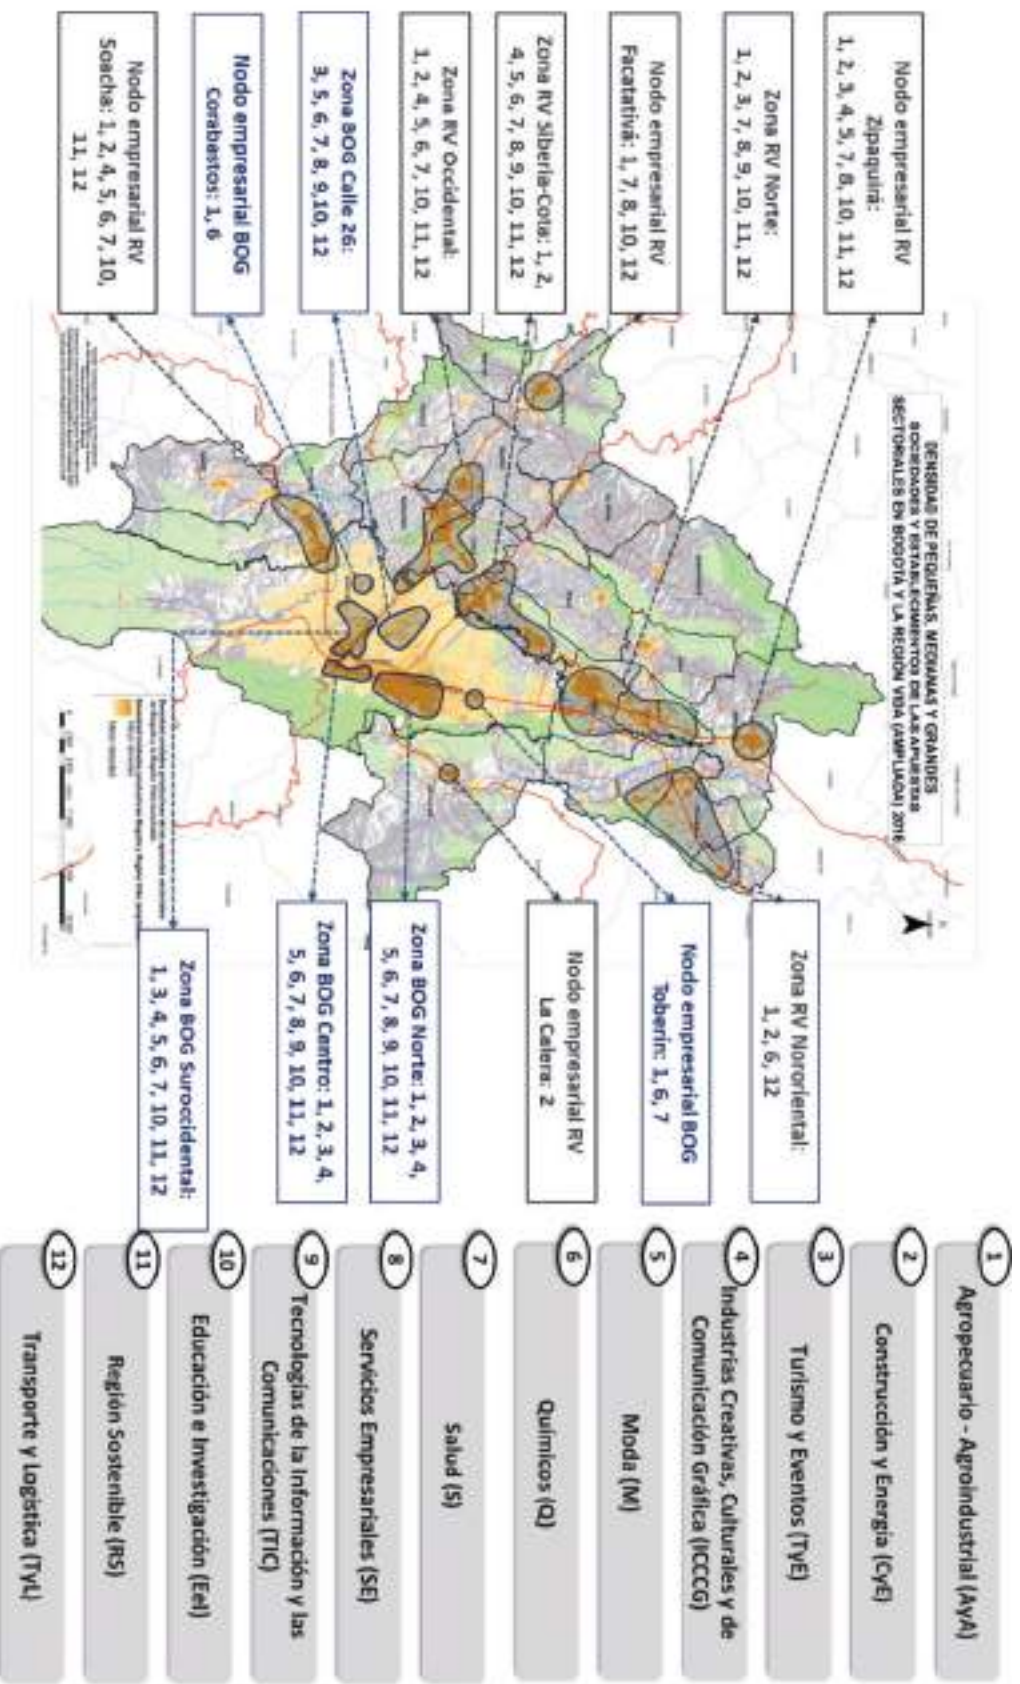 DENSIDAD DE PEQUEÑAS, MEDIANAS Y GRANDES
SOCIEDADES Y ESTABLECIMIENTOS DE LAS APUESTAS
SECTORIALES EN BOGOTÁ Y LA REGIÓN VIDA (AMPLIADA) 2016
Nodo empresarial RV
Zipaquirá:
1, 2, 3, 4, 5, 7, 8, 10, 11, 12
Zona RV Norte:
1, 2, 3, 7, 8, 9, 10, 11, 12
Nodo empresarial RV
Facatativá: 1, 7, 8, 10, 12
Zona RV Siberia-Cota: 1, 2,
4, 5, 6, 7, 8, 9, 10, 11, 12
Zona RV Occidental:
1, 2, 4, 5, 6, 7, 10, 11, 12
Zona BOG Calle 26:
3, 5, 6, 7, 8, 9,10, 12
Nodo empresarial BOG
Corabastos: 1, 6
Nodo empresarial RV
Soacha: 1, 2, 4, 5, 6, 7, 10,
11, 12
Zona RV Nororiental:
1, 2, 6, 12
Nodo empresarial BOG
Toberín: 1, 6, 7
Nodo empresarial RV
La Calera: 2
Zona BOG Norte: 1, 2, 3, 4,
5, 6, 7, 8, 9, 10, 11, 12
Zona BOG Centro: 1, 2, 3, 4,
5, 6, 7, 8, 9, 10, 11, 12
Zona BOG Suroccidental:
1, 3, 4, 5, 6, 7, 10, 11, 12
1 Agropecuario - Agroindustrial (AyA)
2 Construcción y Energía (CyE)
3 Turismo y Eventos (TyE)
4 Industrias Creativas, Culturales y de
Comunicación Gráfica (ICCCG)
5 Moda (M)
6 Químicos (Q)
7 Salud (S)
8 Servicios Empresariales (SE)
9 Tecnologías de la Información y las
Comunicaciones (TIC)
10 Educación e Investigación (EeI)
11 Región Sostenible (RS)
12 Transporte y Logística (TyL)